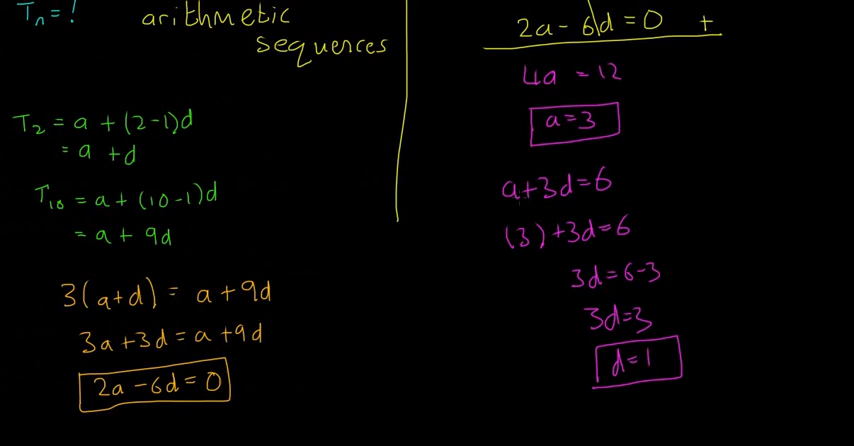 Tn = ?
arithmetic
sequences
T2 = a + (2-1)d
= a + d
T10 = a + (10-1)d
= a + 9d
3(a+d) = a + 9d
3a + 3d = a + 9d
2a - 6d = 0
2a - 6d = 0 +
4a = 12
a = 3
a + 3d = 6
(3) + 3d = 6
3d = 6-3
3d = 3
d = 1